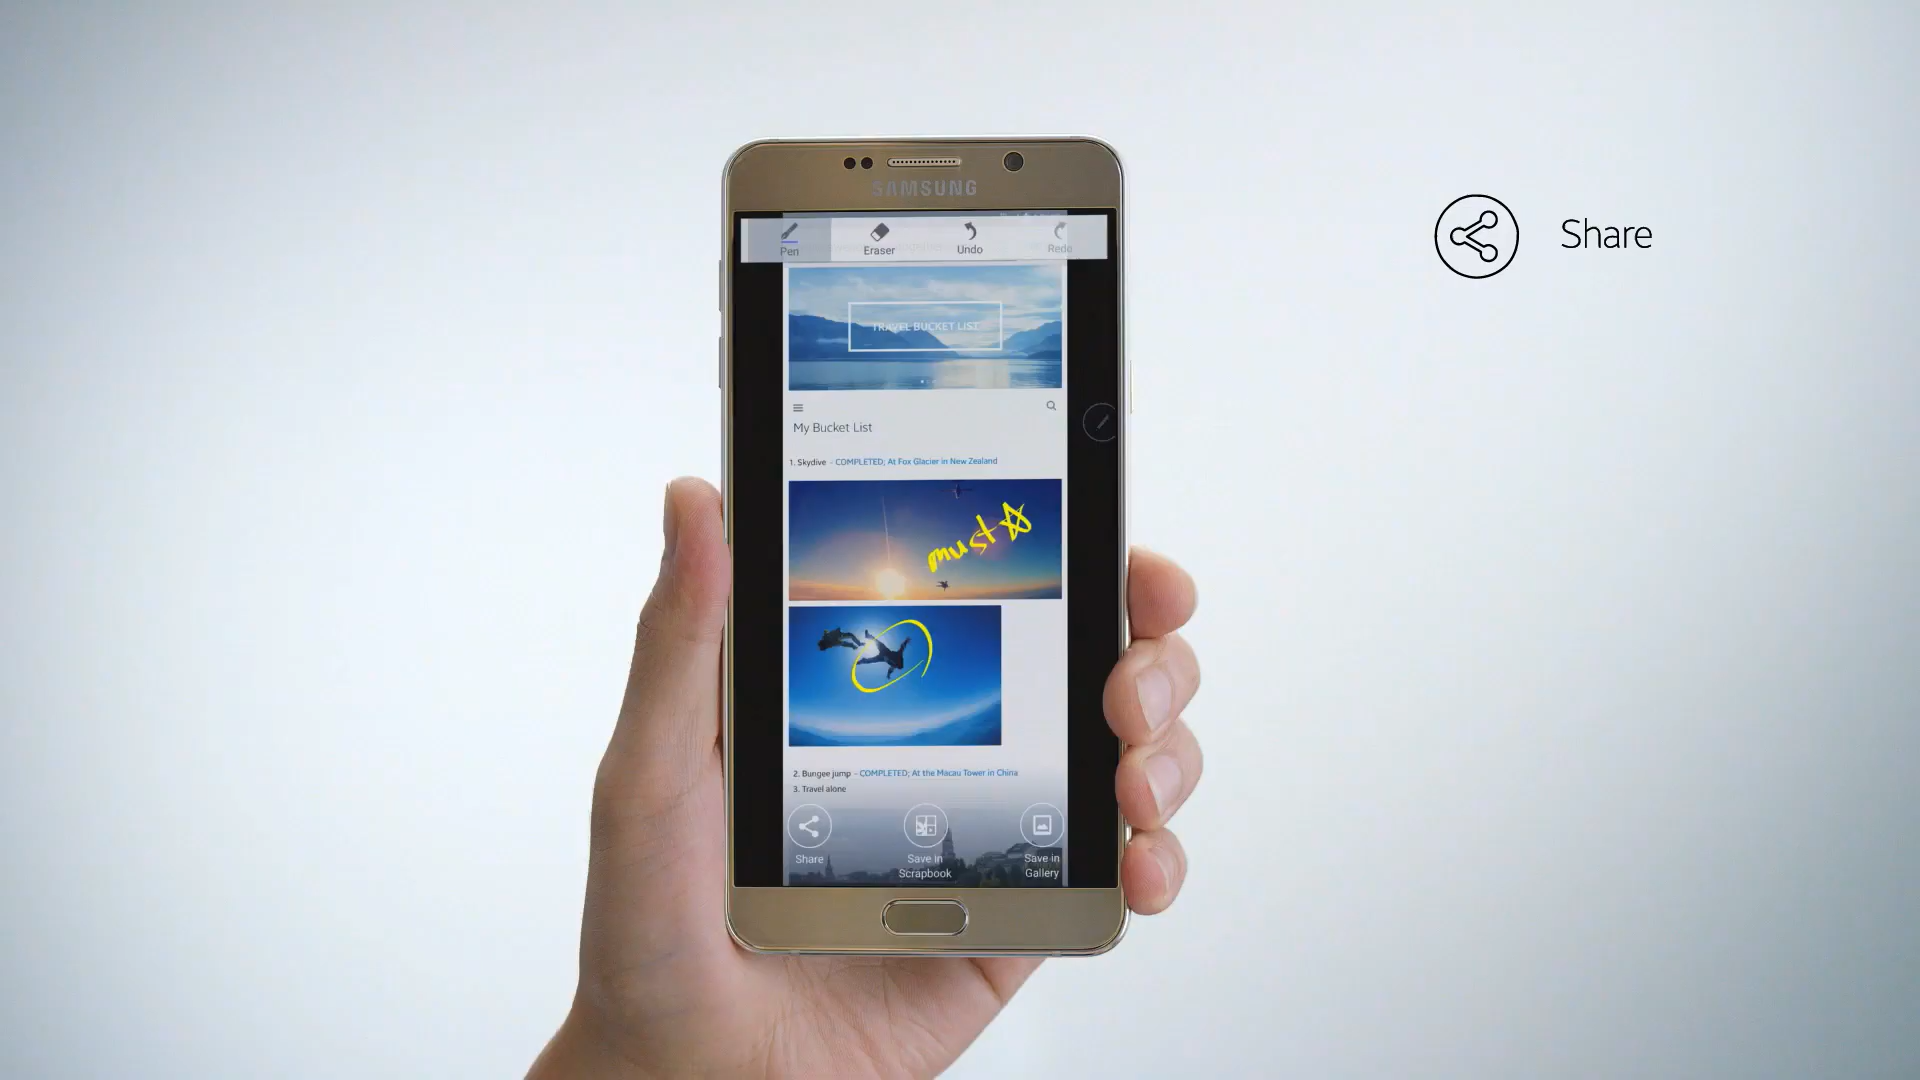 SAMSUNG
Pen Eraser Undo Redo
Share
TRAVEL BUCKET LIST
My Bucket List
1. Skydive - COMPLETED; At Fox Glacier in New Zealand
must
2. Bungee jump - COMPLETED; At the Macau Tower in China
3. Travel alone
Share
Save in
Scrapbook
Save in
Gallery